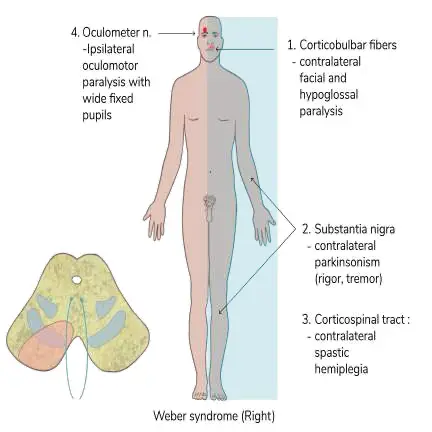 4. Oculometer n.
-Ipsilateral
oculomotor
paralysis with
wide fixed
pupils
1. Corticobulbar fibers
- contralateral
facial and
hypoglossal
paralysis
2. Substantia nigra
- contralateral
parkinsonism
(rigor, tremor)
3. Corticospinal tract :
- contralateral
spastic
hemiplegia
Weber syndrome (Right)